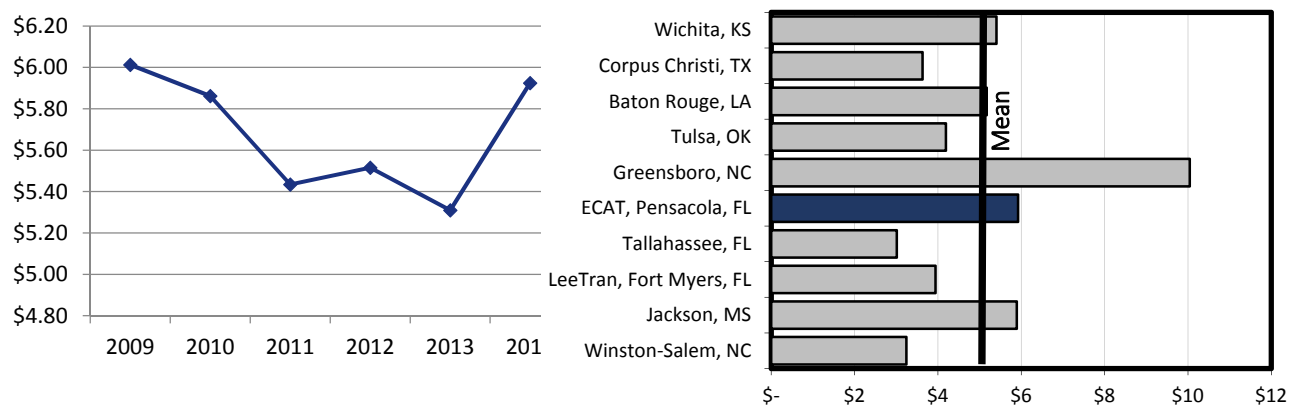 $6.20
$6.00
$5.80
$5.60
$5.40
$5.20
$5.00
$4.80
2009 2010 2011 2012 2013 201
Wichita, KS
Corpus Christi, TX
Baton Rouge, LA
Tulsa, OK
Greensboro, NC
ECAT, Pensacola, FL
Tallahassee, FL
LeeTran, Fort Myers, FL
Jackson, MS
Winston-Salem, NC
Mean
$- $2 $4 $6 $8 $10 $12